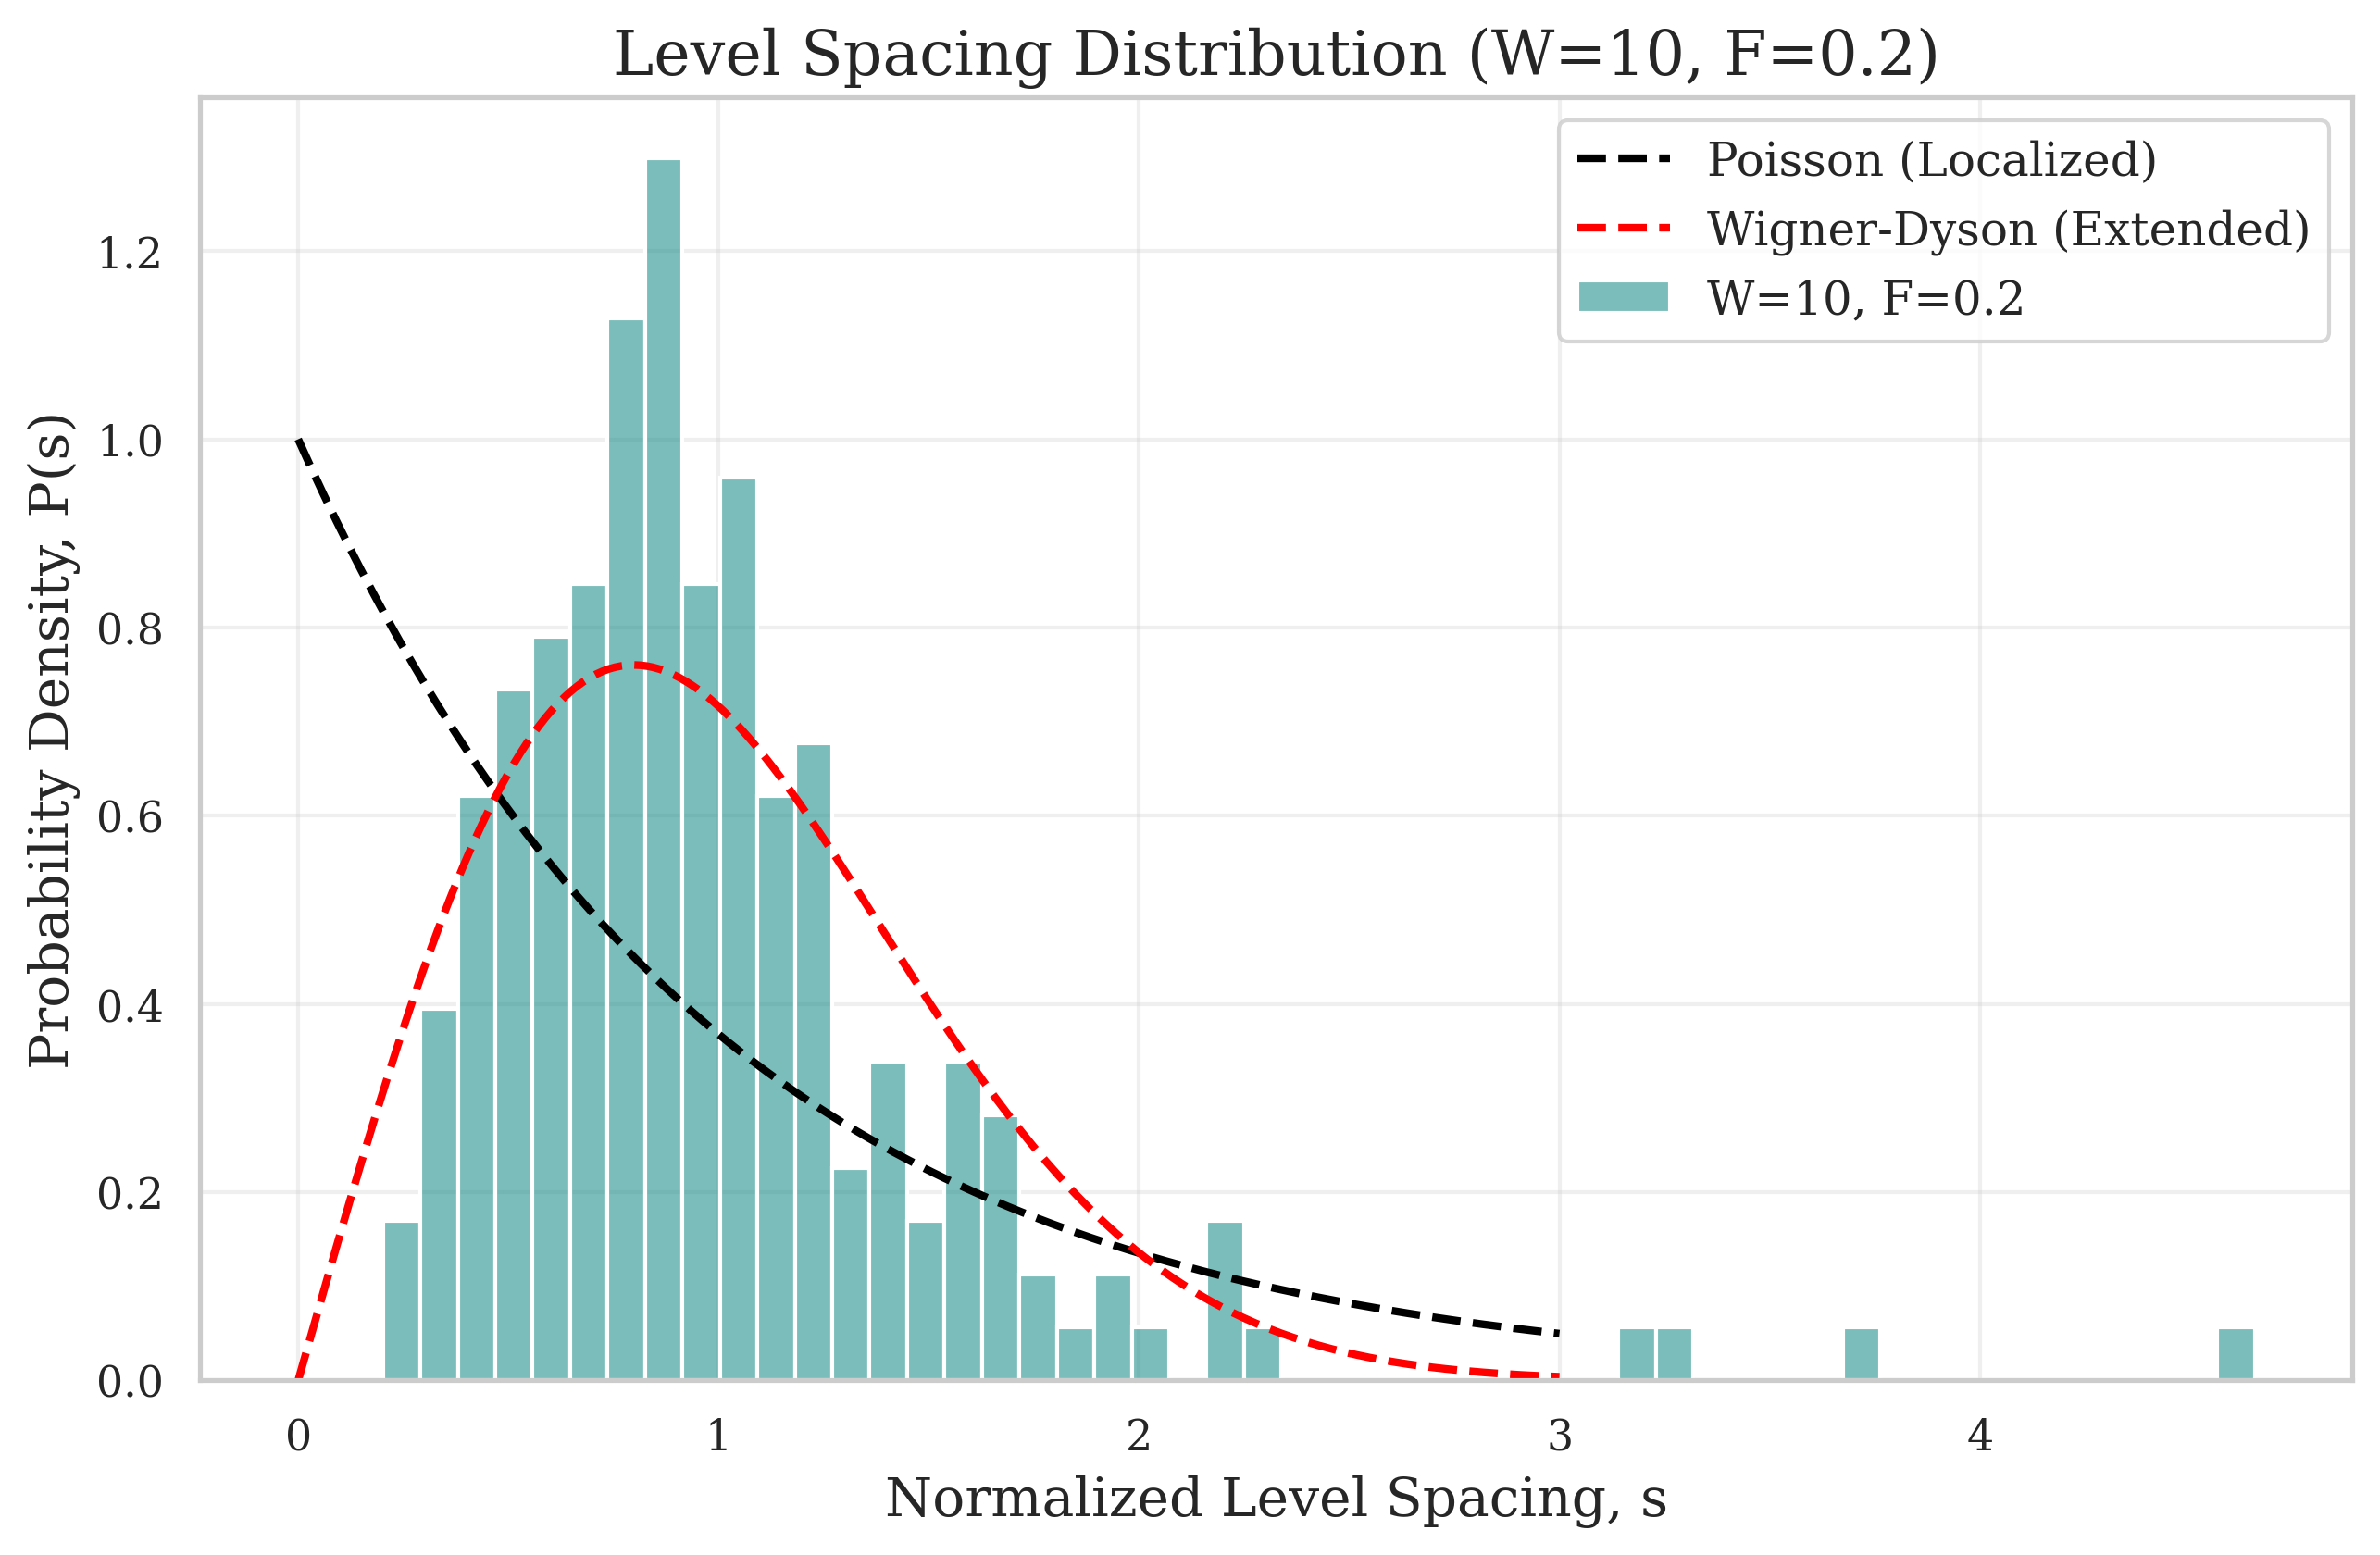 Level Spacing Distribution (W=10, F=0.2)
Poisson (Localized)
Wigner-Dyson (Extended)
W=10, F=0.2
Probability Density, P(s)
1.2
1.0
0.8
0.6
0.4
0.2
0.0
0 1 2 3 4
Normalized Level Spacing, s